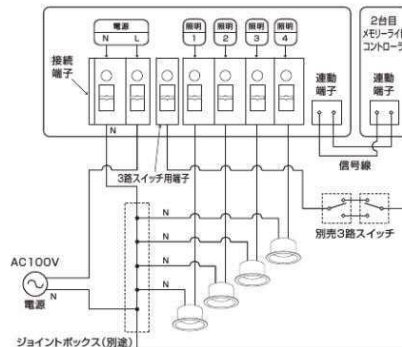 電源
N L
照明
1
照明
2
照明
3
照明
4
2台目
メモリーライト
コントローラ
接続
端子
連動
端子
連動
端子
N
3路スイッチ用端子
信号線
N
N
N
N
別売3路スイッチ
AC100V
電源
N
ジョイントボックス(別途)